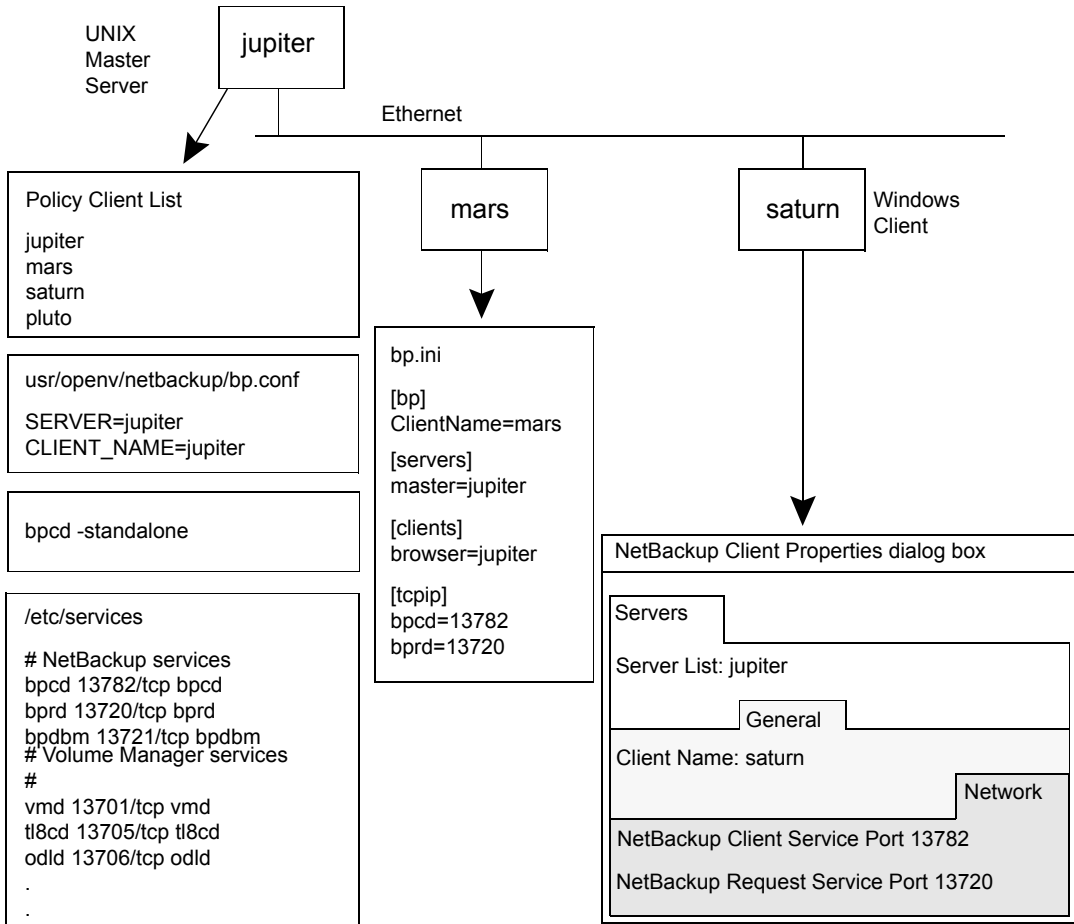 UNIX
Master
Server
jupiter
Ethernet
mars
saturn
Windows
Client
Policy Client List
jupiter
mars
saturn
pluto
usr/openv/netbackup/bp.conf
SERVER=jupiter
CLIENT_NAME=jupiter
bpcd -standalone
/etc/services
# NetBackup services
bpcd 13782/tcp bpcd
bprd 13720/tcp bprd
bpdbm 13721/tcp bpdbm
# Volume Manager services
#
vmd 13701/tcp vmd
tl8cd 13705/tcp tl8cd
odld 13706/tcp odld
.
.
bp.ini
[bp]
ClientName=mars
[servers]
master=jupiter
[clients]
browser=jupiter
[tcpip]
bpcd=13782
bprd=13720
NetBackup Client Properties dialog box
Servers
Server List: jupiter
General
Client Name: saturn
Network
NetBackup Client Service Port 13782
NetBackup Request Service Port 13720